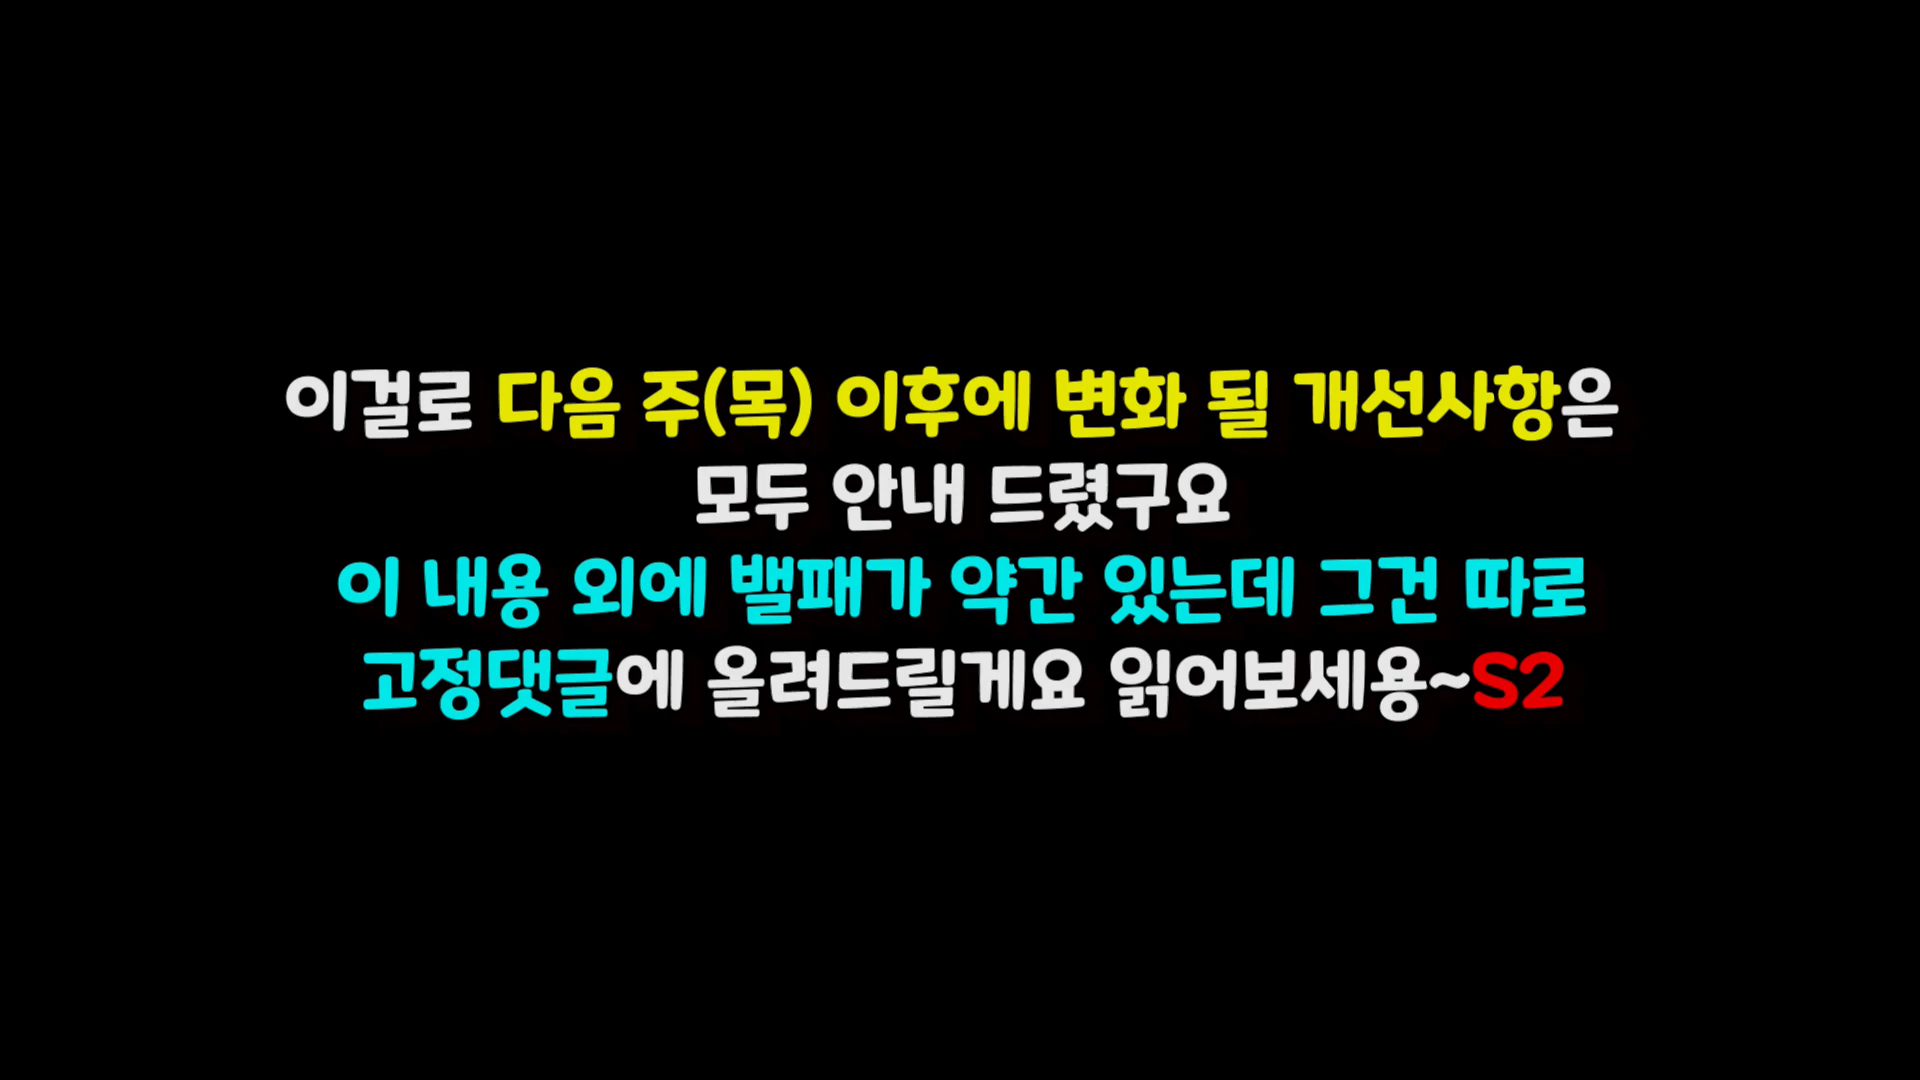 이걸로 다음 주(목) 이후에 변화 될 개선사항은
모두 안내 드렸구요
이 내용 외에 밸패가 약간 있는데 그건 따로
고정댓글에 올려드릴게요 읽어보세용~S2